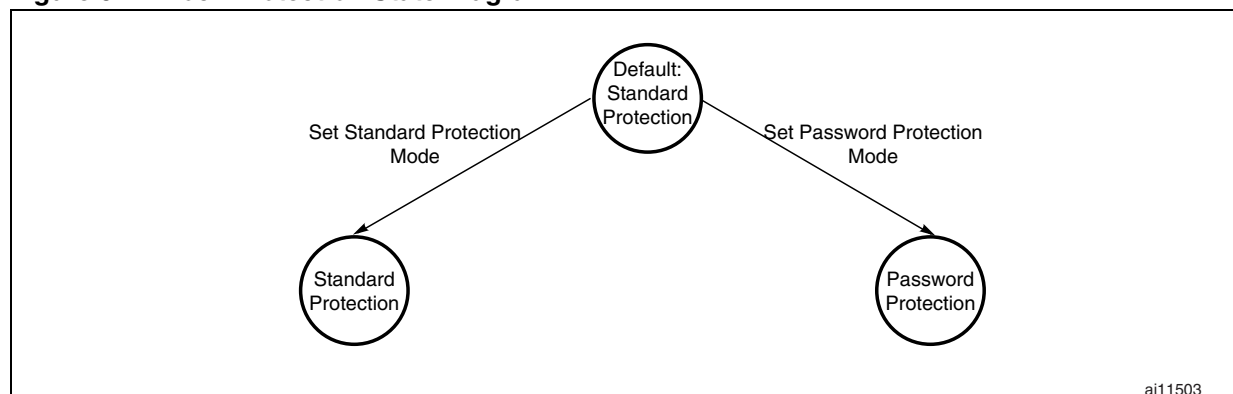 Default:
Standard
Protection
Set Standard Protection
Mode
Set Password Protection
Mode
Standard
Protection
Password
Protection
ai11503